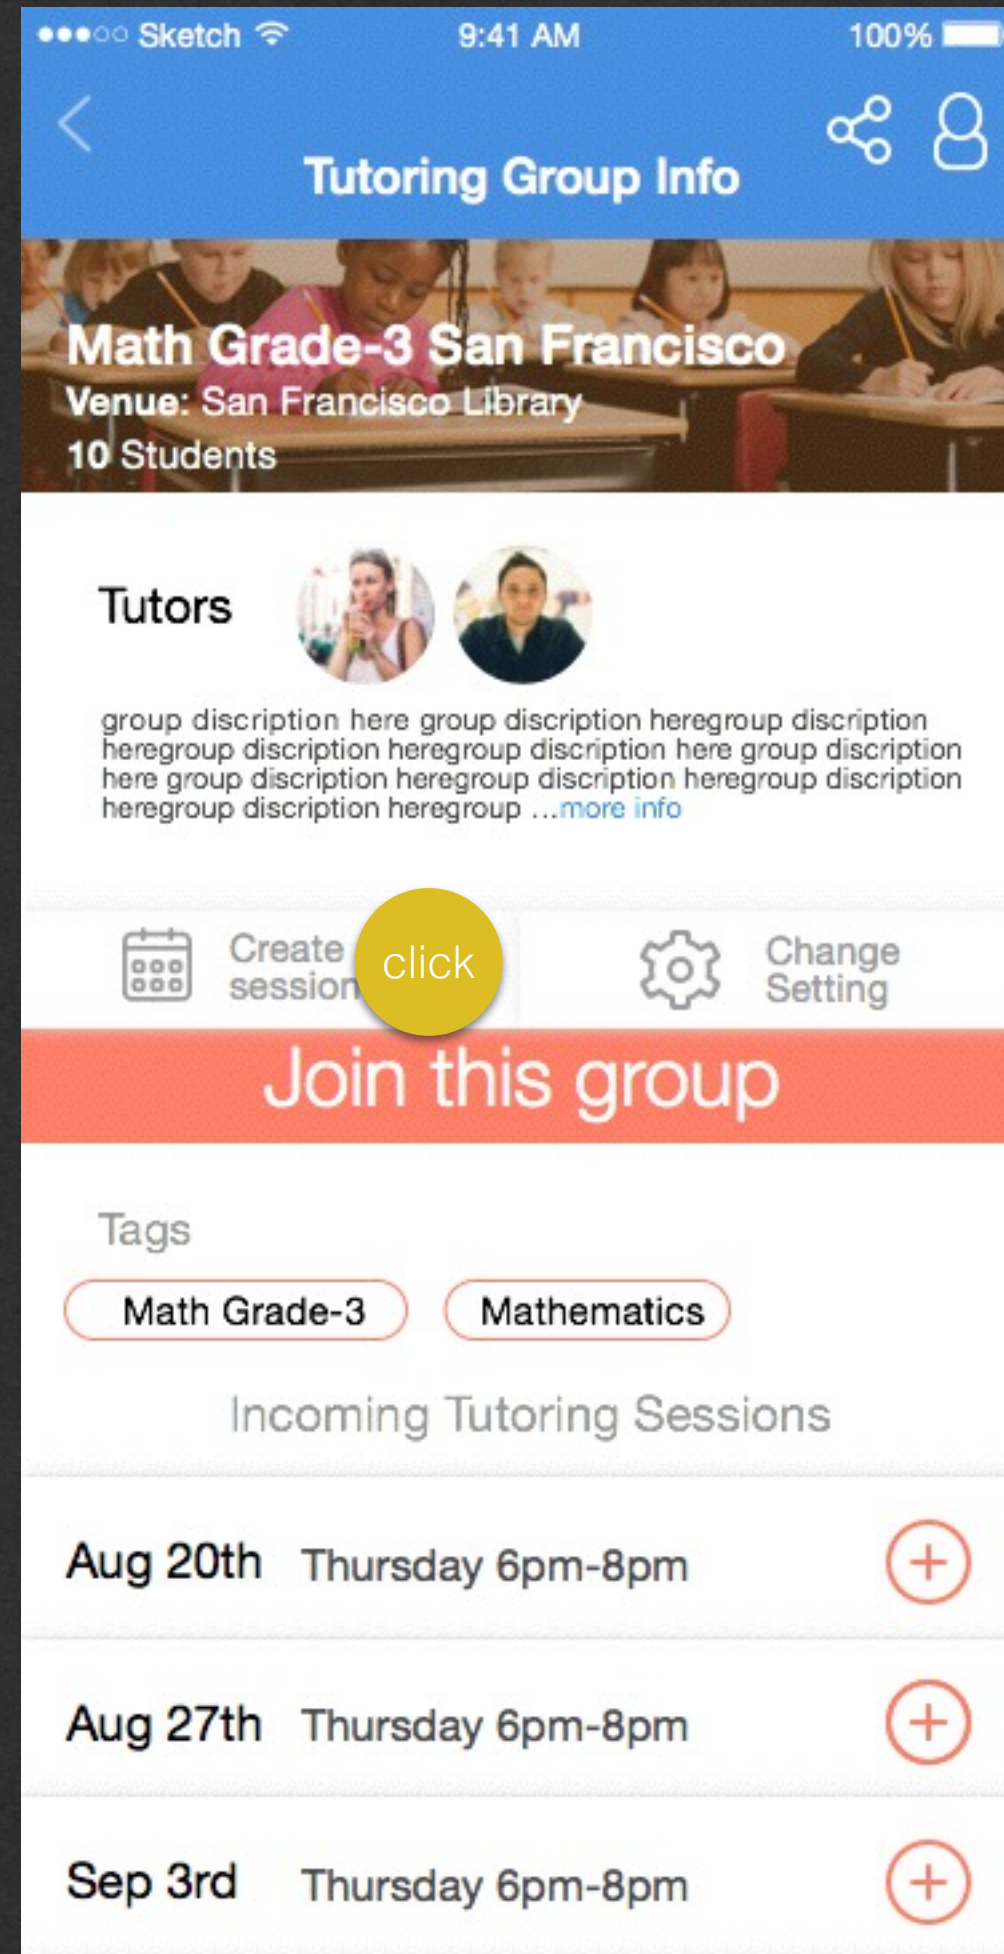 Sketch 9:41 AM 100%
Tutoring Group Info
Math Grade-3 San Francisco
Venue: San Francisco Library
10 Students
Tutors
group discription here group discription heregroup discription
heregroup discription heregroup discription here group discription
here group discription heregroup discription heregroup discription
heregroup discription heregroup ...more info
Create
session
click
Change
Setting
Join this group
Tags
Math Grade-3 Mathematics
Incoming Tutoring Sessions
Aug 20th Thursday 6pm-8pm
Aug 27th Thursday 6pm-8pm
Sep 3rd Thursday 6pm-8pm